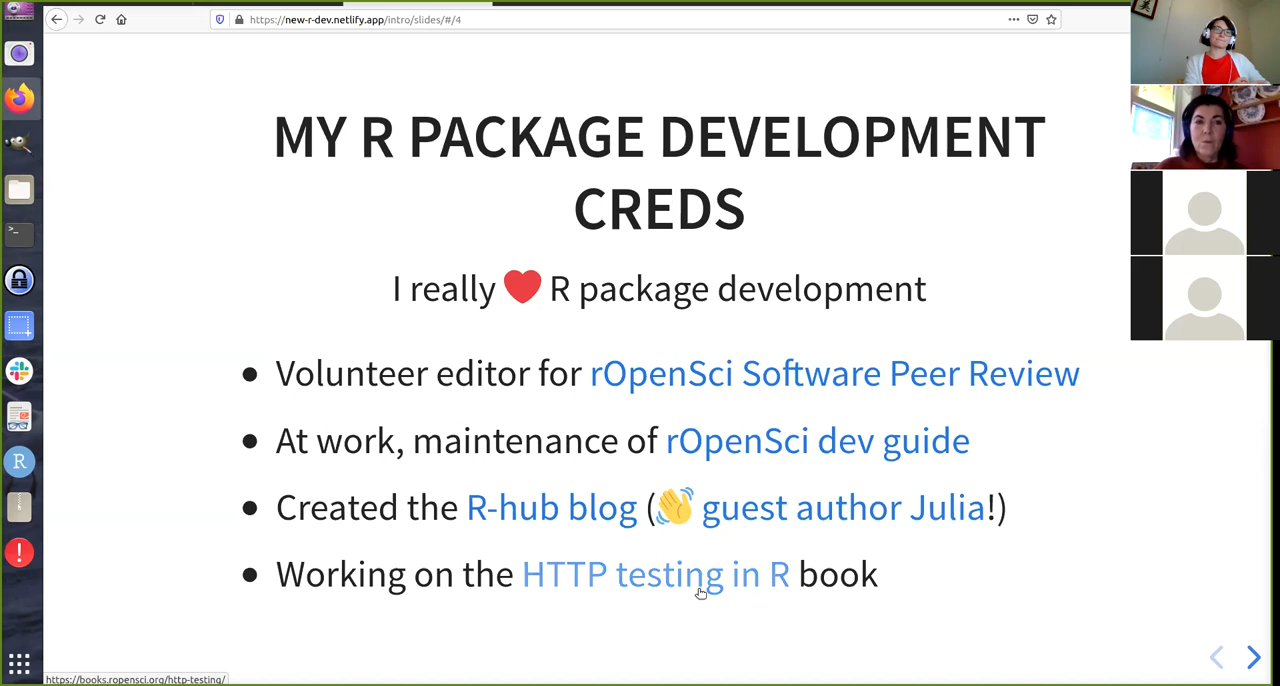 https://new-r-dev.netlify.app/intro/slides/#/4
MY R PACKAGE DEVELOPMENT
CREDS
I really ❤️ R package development
• Volunteer editor for rOpenSci Software Peer Review
• At work, maintenance of rOpenSci dev guide
• Created the R-hub blog (👋 guest author Julia!)
• Working on the HTTP testing in R book
https://books.ropensci.org/http-testing/